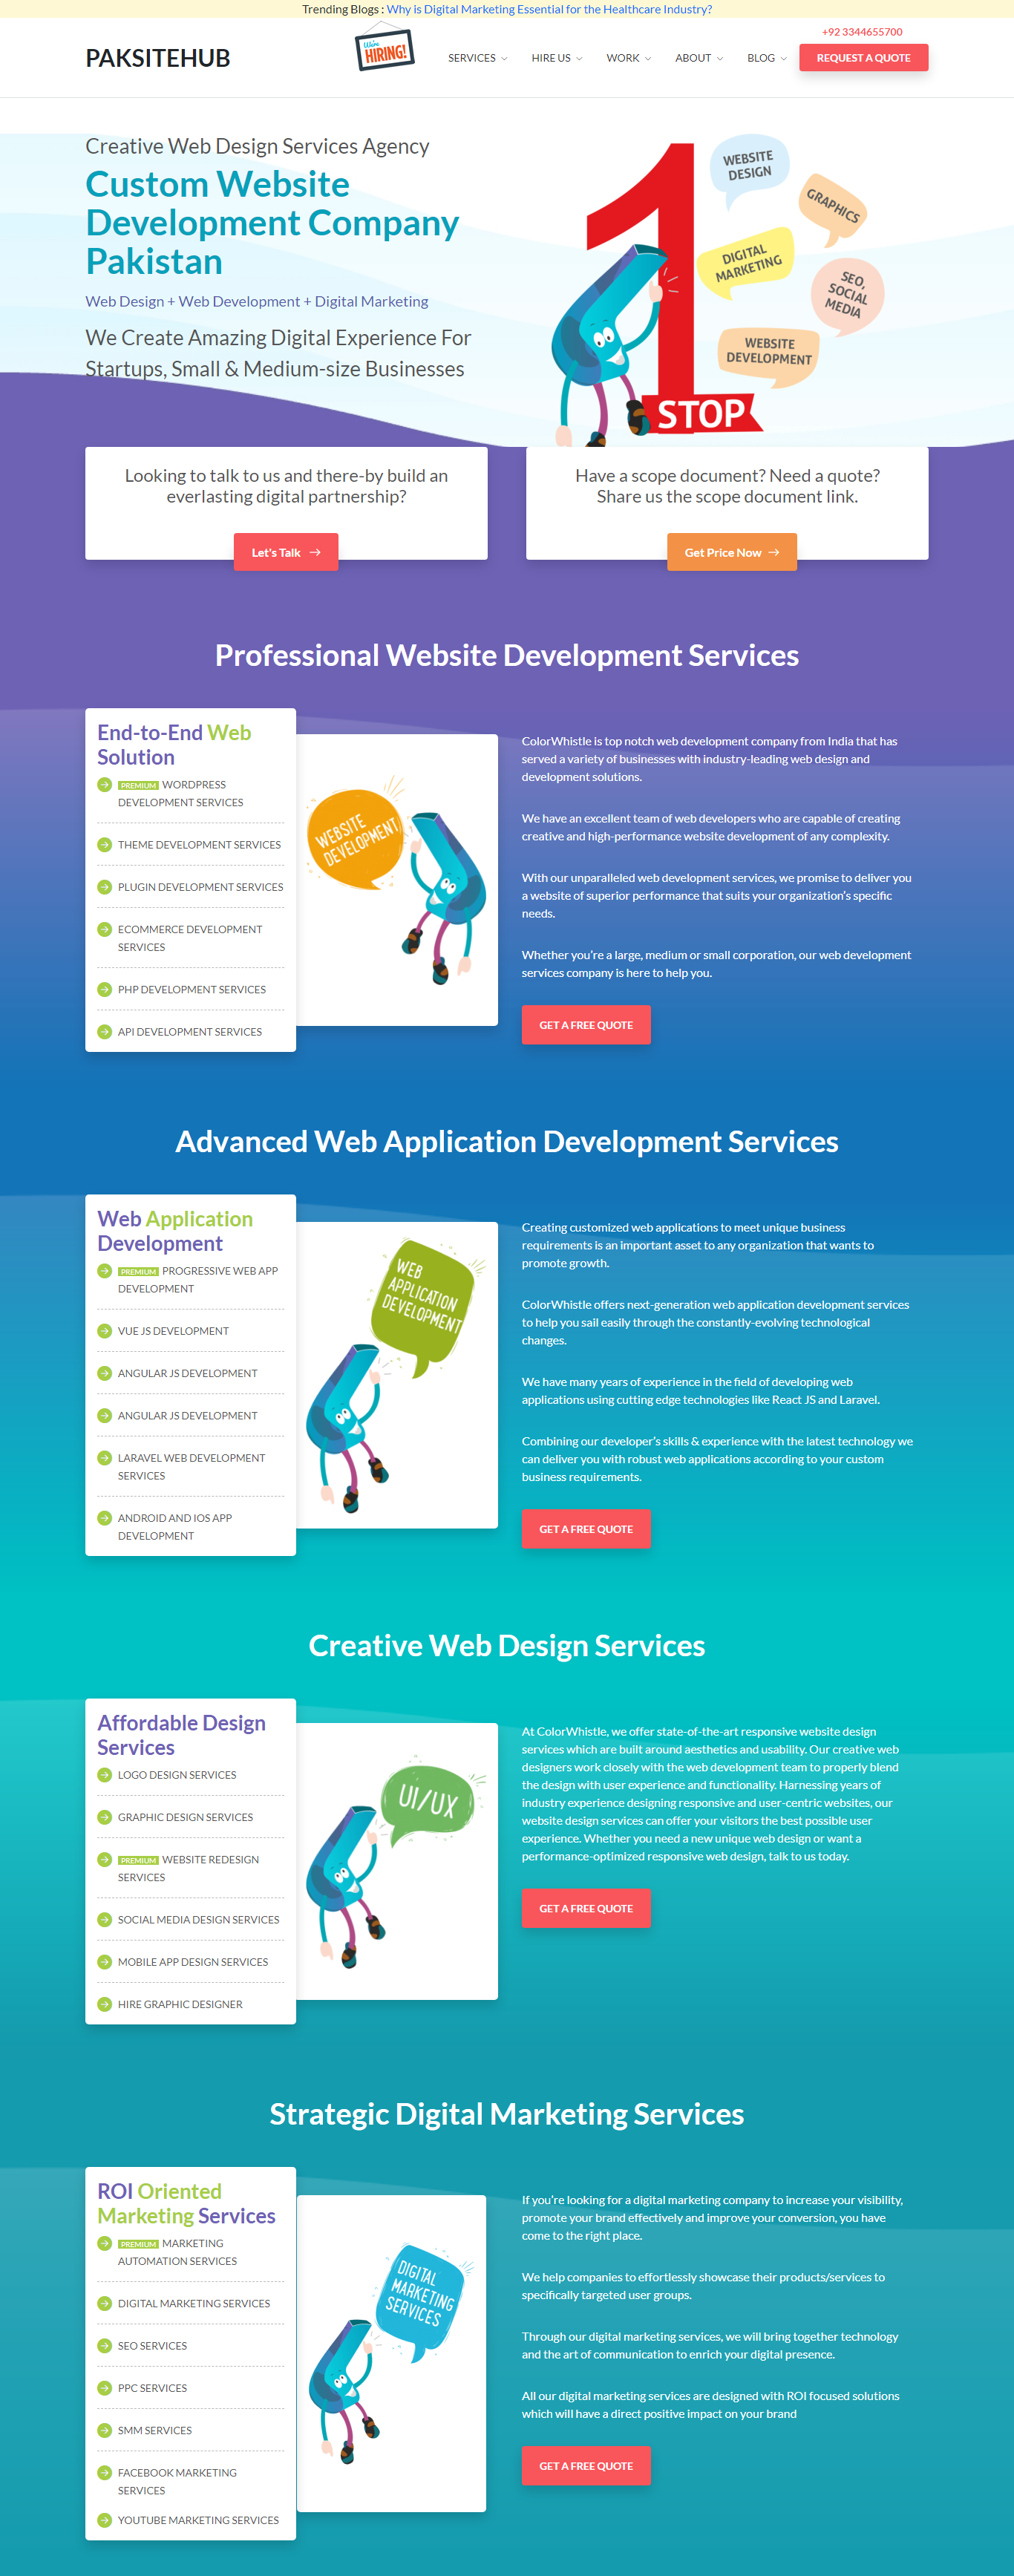 Trending Blogs : Why is Digital Marketing Essential for the Healthcare Industry?
+92 3344655700
PAKSITEHUB
We're
HIRING!
SERVICES
HIRE US
WORK
ABOUT
BLOG
REQUEST A QUOTE
Creative Web Design Services Agency
Custom Website
Development Company
Pakistan
Web Design + Web Development + Digital Marketing
We Create Amazing Digital Experience For
Startups, Small & Medium-size Businesses
WEBSITE
DESIGN
GRAPHICS
DIGITAL
MARKETING
SEO,
SOCIAL
MEDIA
WEBSITE
DEVELOPMENT
1
STOP
Looking to talk to us and there-by build an
everlasting digital partnership?
Let's Talk
Have a scope document? Need a quote?
Share us the scope document link.
Get Price Now
Professional Website Development Services
End-to-End Web
Solution
PREMIUM WORDPRESS
DEVELOPMENT SERVICES
THEME DEVELOPMENT SERVICES
PLUGIN DEVELOPMENT SERVICES
ECOMMERCE DEVELOPMENT
SERVICES
PHP DEVELOPMENT SERVICES
API DEVELOPMENT SERVICES
WEBSITE
DEVELOPMENT
ColorWhistle is top notch web development company from India that has
served a variety of businesses with industry-leading web design and
development solutions.
We have an excellent team of web developers who are capable of creating
creative and high-performance website development of any complexity.
With our unparalleled web development services, we promise to deliver you
a website of superior performance that suits your organization's specific
needs.
Whether you're a large, medium or small corporation, our web development
services company is here to help you.
GET A FREE QUOTE
Advanced Web Application Development Services
Web Application
Development
PREMIUM PROGRESSIVE WEB APP
DEVELOPMENT
VUE JS DEVELOPMENT
ANGULAR JS DEVELOPMENT
ANGULAR JS DEVELOPMENT
LARAVEL WEB DEVELOPMENT
SERVICES
ANDROID AND IOS APP
DEVELOPMENT
WEB
APPLICATION
DEVELOPMENT
Creating customized web applications to meet unique business
requirements is an important asset to any organization that wants to
promote growth.
ColorWhistle offers next-generation web application development services
to help you sail easily through the constantly-evolving technological
changes.
We have many years of experience in the field of developing web
applications using cutting edge technologies like React JS and Laravel.
Combining our developer's skills & experience with the latest technology we
can deliver you with robust web applications according to your custom
business requirements.
GET A FREE QUOTE
Creative Web Design Services
Affordable Design
Services
LOGO DESIGN SERVICES
GRAPHIC DESIGN SERVICES
PREMIUM WEBSITE REDESIGN
SERVICES
SOCIAL MEDIA DESIGN SERVICES
MOBILE APP DESIGN SERVICES
HIRE GRAPHIC DESIGNER
UI/UX
At ColorWhistle, we offer state-of-the-art responsive website design
services which are built around aesthetics and usability. Our creative web
designers work closely with the web development team to properly blend
the design with user experience and functionality. Harnessing years of
industry experience designing responsive and user-centric websites, our
website design services can offer your visitors the best possible user
experience. Whether you need a new unique web design or want a
performance-optimized responsive web design, talk to us today.
GET A FREE QUOTE
Strategic Digital Marketing Services
ROI Oriented
Marketing Services
PREMIUM MARKETING
AUTOMATION SERVICES
DIGITAL MARKETING SERVICES
SEO SERVICES
PPC SERVICES
SMM SERVICES
FACEBOOK MARKETING
SERVICES
YOUTUBE MARKETING SERVICES
DIGITAL
MARKETING
SERVICES
If you're looking for a digital marketing company to increase your visibility,
promote your brand effectively and improve your conversion, you have
come to the right place.
We help companies to effortlessly showcase their products/services to
specifically targeted user groups.
Through our digital marketing services, we will bring together technology
and the art of communication to enrich your digital presence.
All our digital marketing services are designed with ROI focused solutions
which will have a direct positive impact on your brand
GET A FREE QUOTE